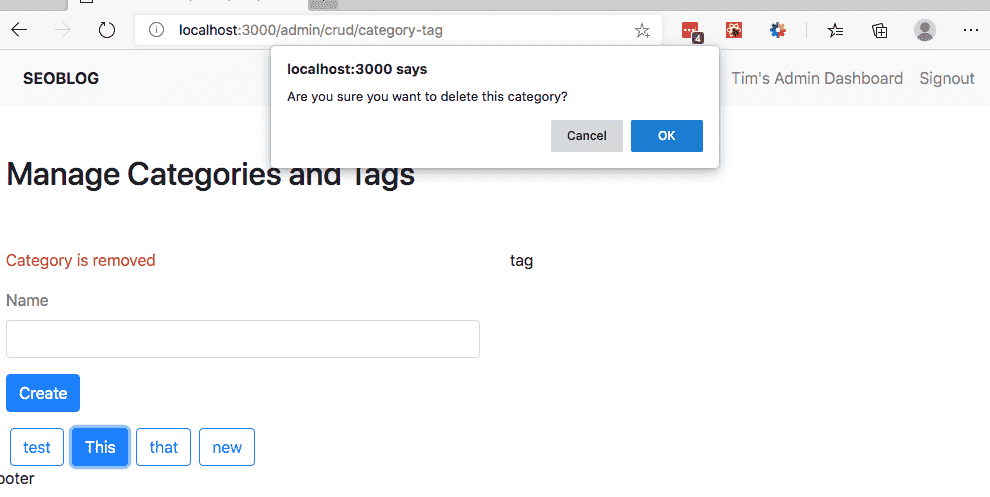 localhost:3000/admin/crud/category-tag
4
localhost:3000 says
Are you sure you want to delete this category?
Cancel
OK
SEOBLOG
Tim's Admin Dashboard
Signout
Manage Categories and Tags
Category is removed
tag
Name
Create
test
This
that
new
ooter